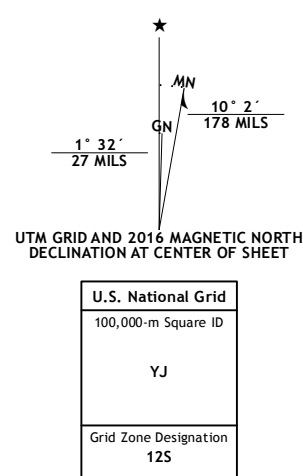 MN
10° 2´
178 MILS
GN
1° 32´
27 MILS
UTM GRID AND 2016 MAGNETIC NORTH
DECLINATION AT CENTER OF SHEET
U.S. National Grid
100,000-m Square ID
YJ
Grid Zone Designation
12S